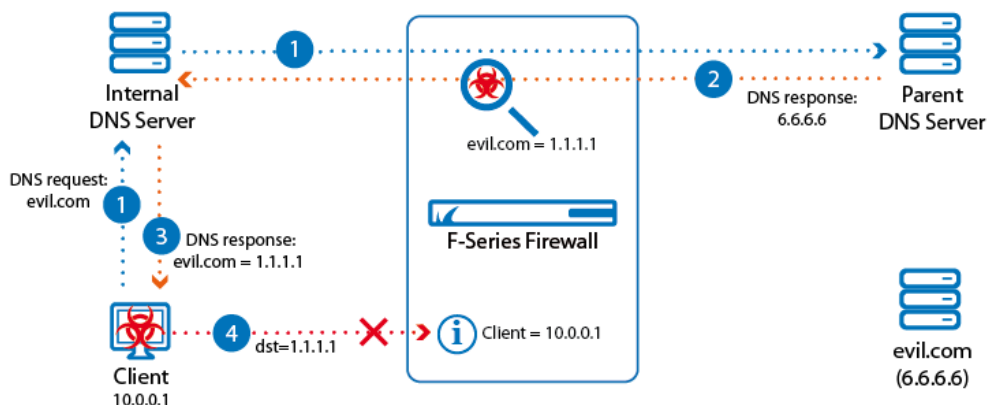 1
2
Internal
DNS Server
DNS response:
6.6.6.6
Parent
DNS Server
evil.com = 1.1.1.1
DNS request:
evil.com
1
3
DNS response:
evil.com = 1.1.1.1
F-Series Firewall
4
dst=1.1.1.1
i
Client = 10.0.0.1
Client
10.0.0.1
evil.com
(6.6.6.6)